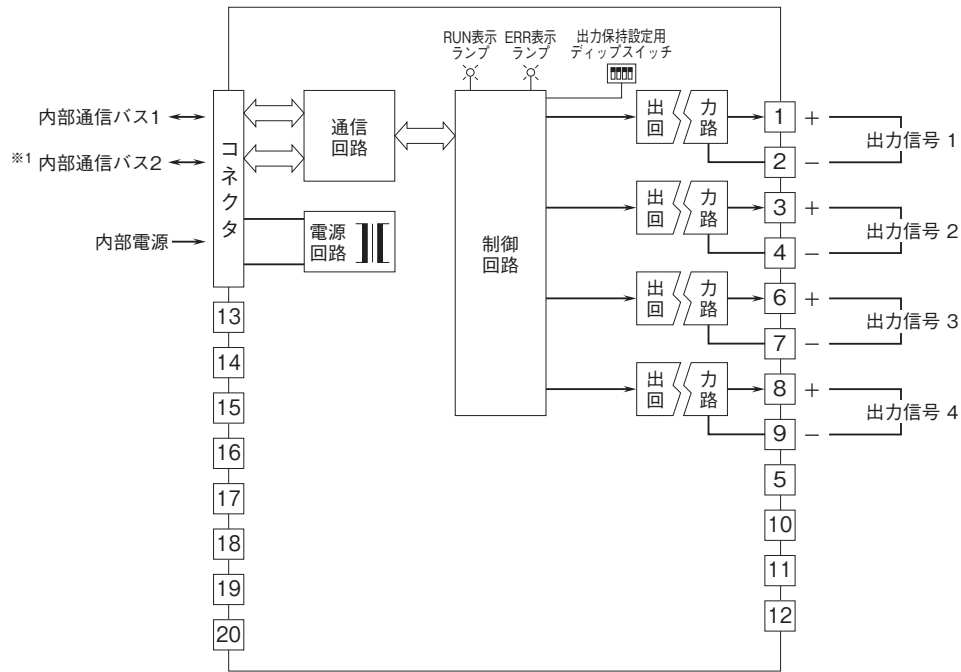 RUN表示
ランプ
ERR表示
ランプ
出力保持設定用
ディップスイッチ
内部通信バス1
※1 内部通信バス2
内部電源
コネクタ
通信
回路
電源
回路
制御
回路
出 力
回 路
1 +
2 −
出力信号 1
出 力
回 路
3 +
4 −
出力信号 2
出 力
回 路
6 +
7 −
出力信号 3
出 力
回 路
8 +
9 −
出力信号 4
5
10
11
12
13
14
15
16
17
18
19
20